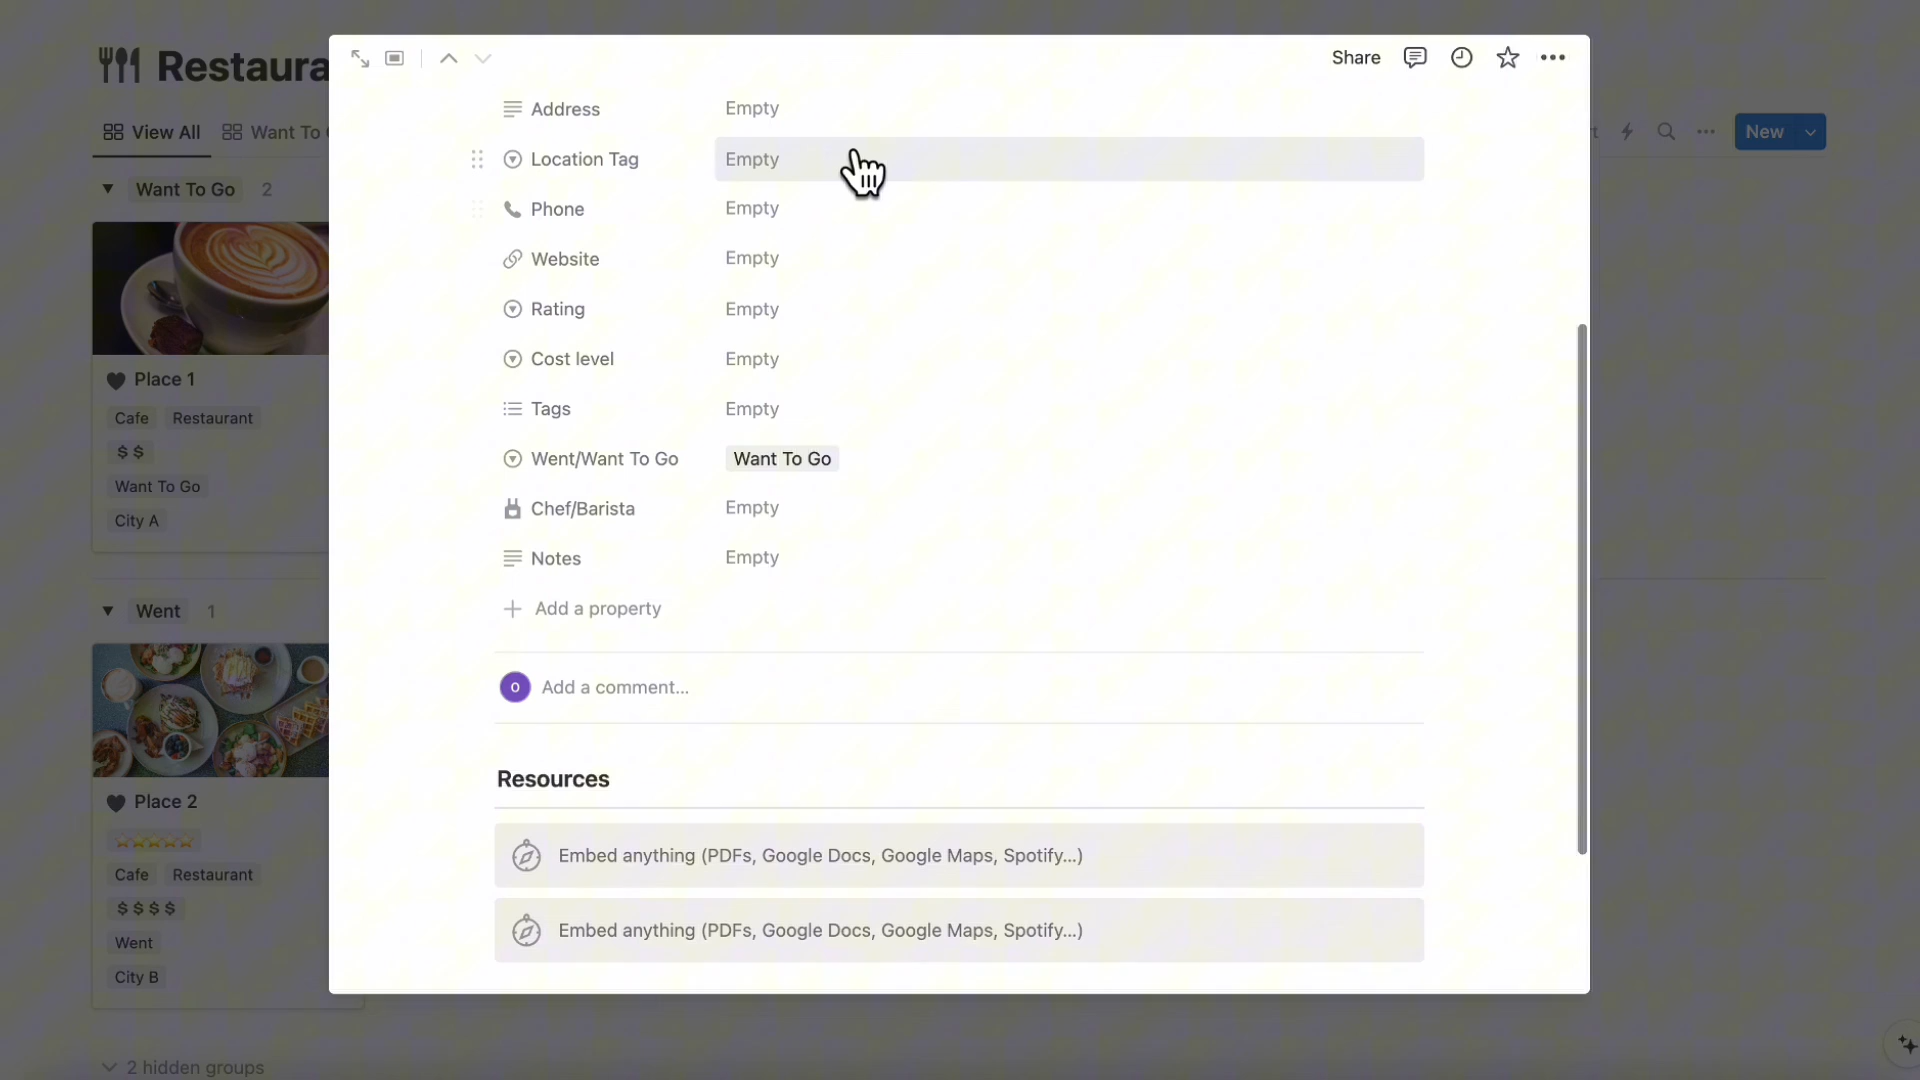 Restaura
View All
Want To
New
Want To Go 2
Place 1
Cafe Restaurant
$ $
Want To Go
City A
Went 1
Place 2
⭐⭐⭐⭐⭐
Cafe Restaurant
$ $ $ $
Went
City B
2 hidden groups
Share
Address Empty
Location Tag Empty
Phone Empty
Website Empty
Rating Empty
Cost level Empty
Tags Empty
Went/Want To Go Want To Go
Chef/Barista Empty
Notes Empty
Add a property
O Add a comment...
Resources
Embed anything (PDFs, Google Docs, Google Maps, Spotify...)
Embed anything (PDFs, Google Docs, Google Maps, Spotify...)